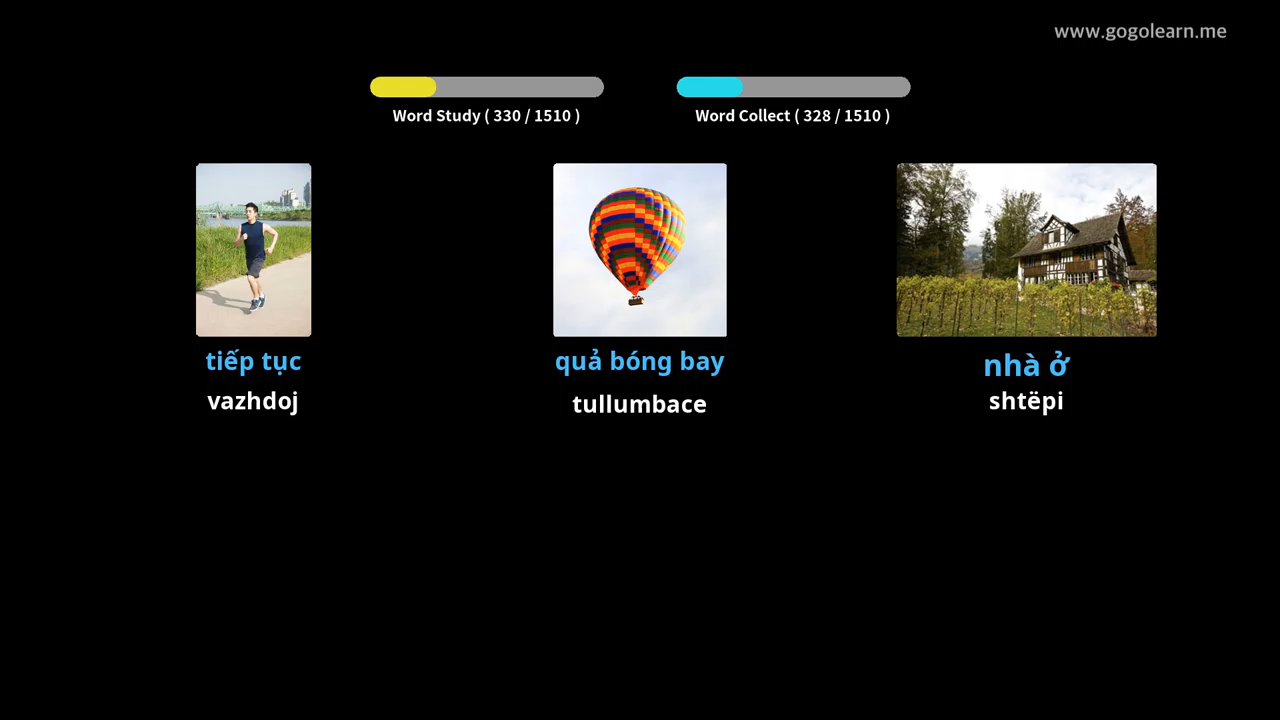 www.gogolearn.me
Word Study ( 330 / 1510 )
Word Collect ( 328 / 1510 )
tiếp tục
vazhdoj
quả bóng bay
tullumbace
nhà ở
shtëpi